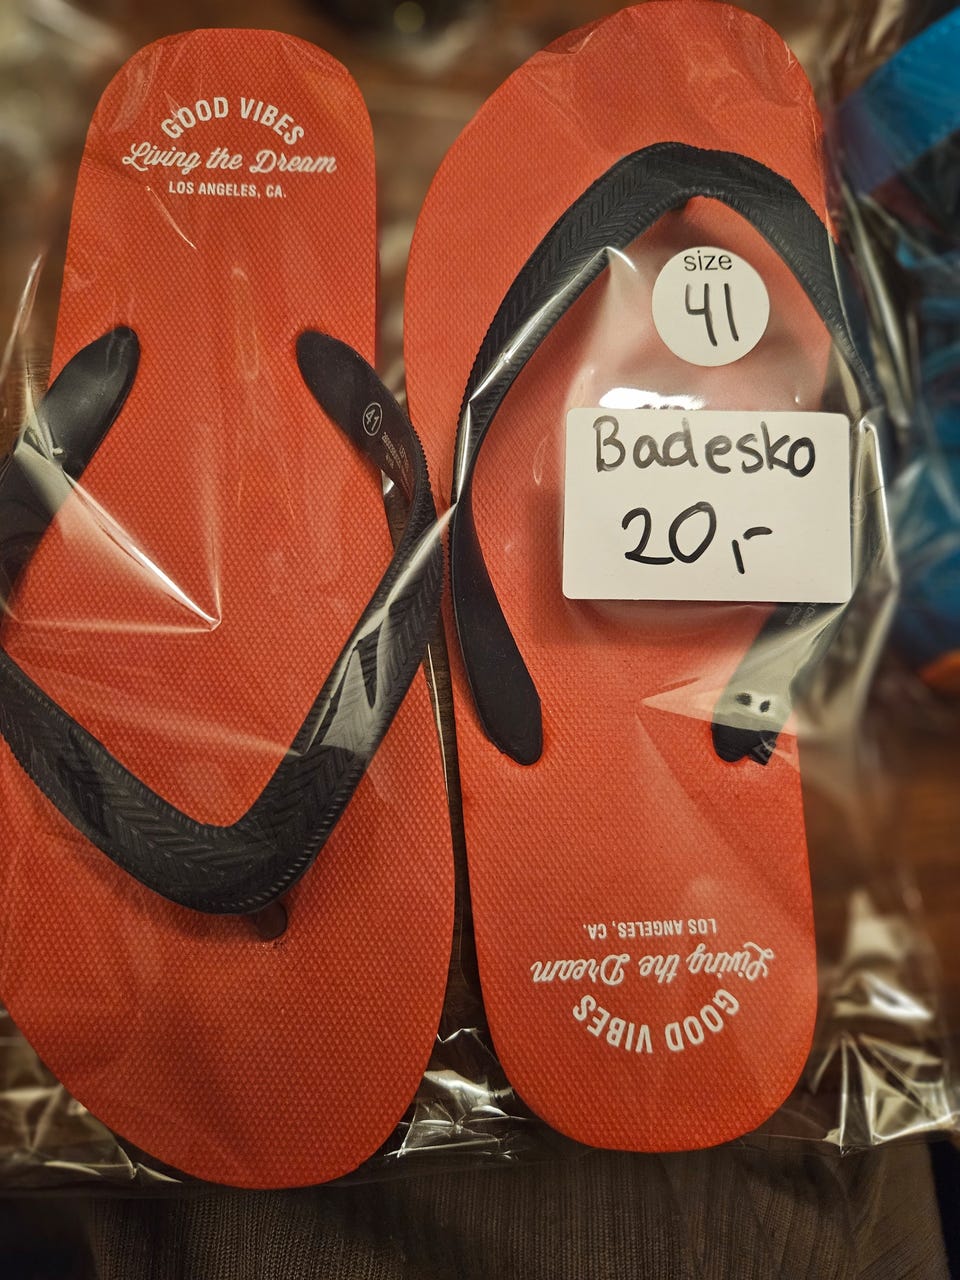 GOOD VIBES
Living the Dream
LOS ANGELES, CA.
size
41
41
Badesko
20,-
LOS ANGELES, CA.
Living the Dream
GOOD VIBES